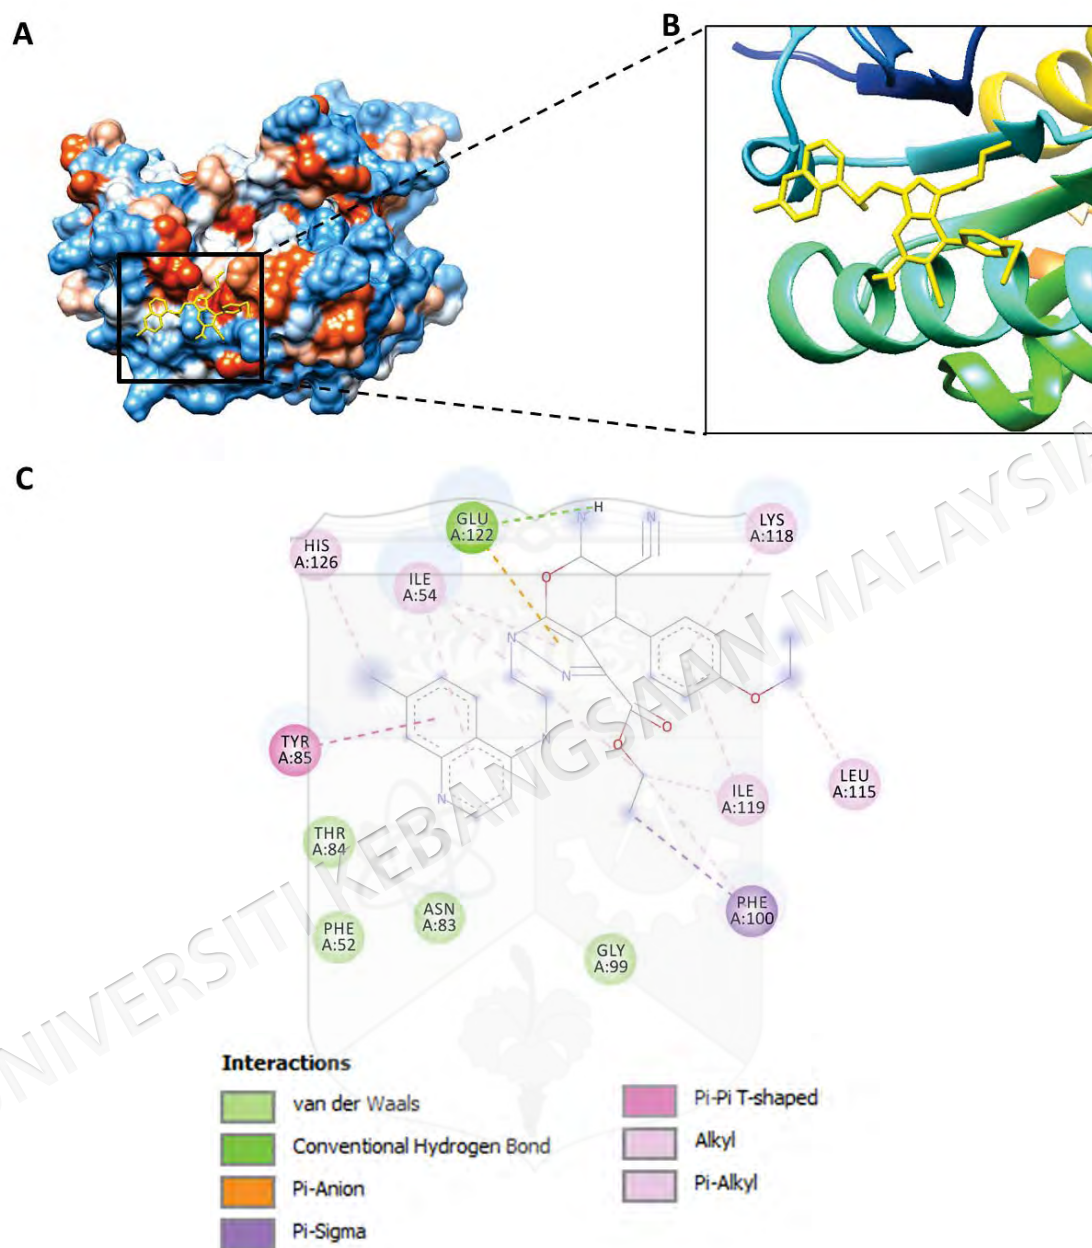 A
B
C
GLU
A:122
H
N
N
LYS
A:118
HIS
A:126
ILE
A:54
O
N
N
O
O
TYR
A:85
N
O
N
ILE
A:119
LEU
A:115
THR
A:84
PHE
A:52
ASN
A:83
GLY
A:99
PHE
A:100
UNIVERSITI KEBANGSAAN MALAYSIA
Interactions
van der Waals
Conventional Hydrogen Bond
Pi-Anion
Pi-Sigma
Pi-Pi T-shaped
Alkyl
Pi-Alkyl